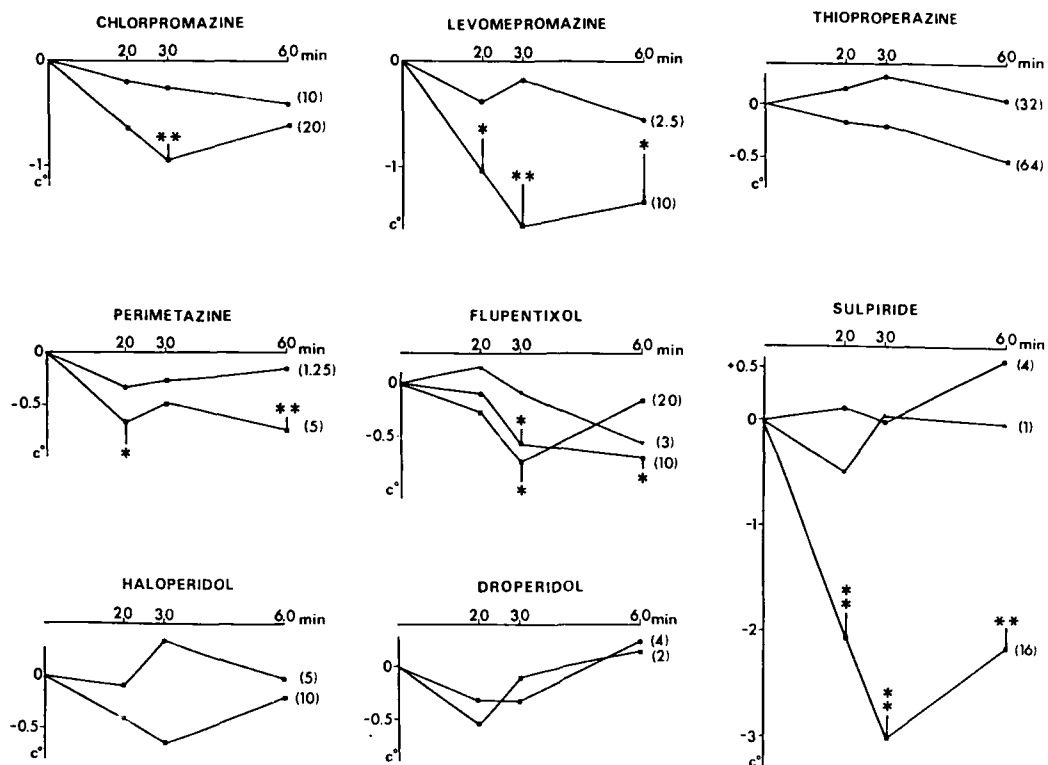 CHLORPROMAZINE
0
20
30
60 min
(10)
**
(20)
-1
c°
LEVOMEPROMAZINE
0
20
30
60 min
(2.5)
*
**
*
-1
(10)
c°
THIOPROPERAZINE
20
30
60 min
0
(32)
-0.5
(64)
c°
PERIMETAZINE
0
20
30
60 min
(1.25)
-0.5
**
(5)
*
c°
FLUPENTIXOL
20
30
60 min
0
(20)
*
-0.5
(3)
(10)
*
*
c°
SULPIRIDE
20
30
60 min
+0.5
(4)
0
(1)
-1
**
-2
**
(16)
**
-3
c°
HALOPERIDOL
20
30
60 min
0
(5)
(10)
-0.5
c°
DROPERIDOL
20
30
60 min
(4)
0
(2)
-0.5
c°